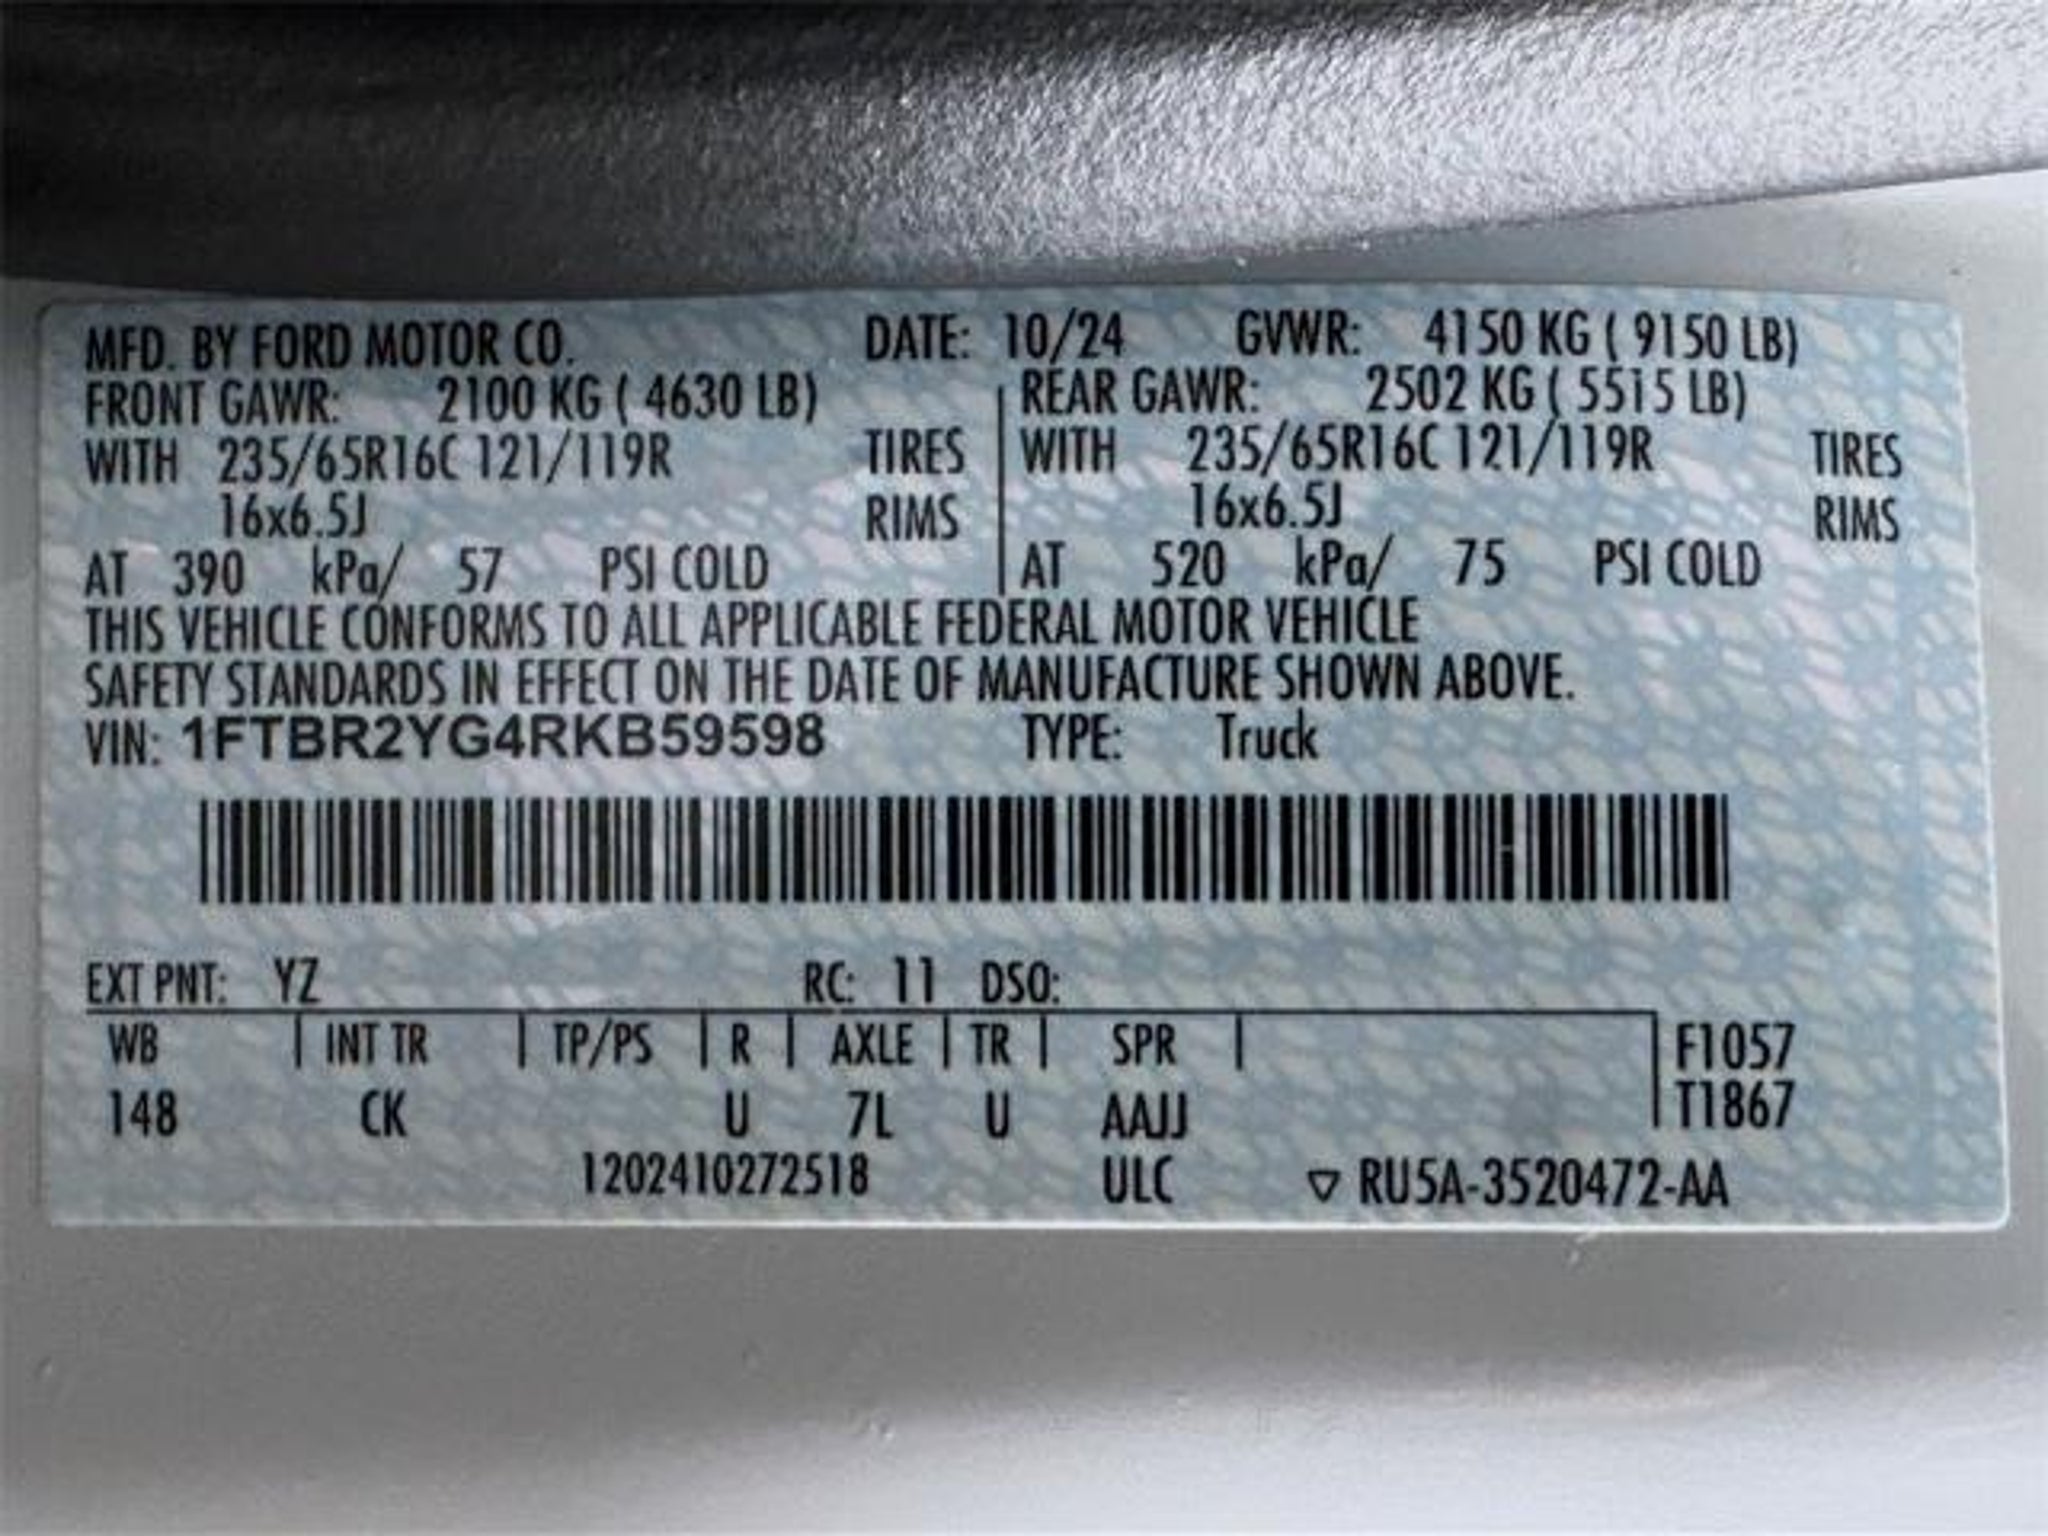 MFD. BY FORD MOTOR CO. DATE: 10/24 GVWR: 4150 KG ( 9150 LB)
FRONT GAWR: 2100 KG ( 4630 LB) REAR GAWR: 2502 KG ( 5515 LB)
WITH 235/65R16C 121/119R TIRES WITH 235/65R16C 121/119R TIRES
16x6.5J RIMS 16x6.5J RIMS
AT 390 kPa/ 57 PSI COLD AT 520 kPa/ 75 PSI COLD
THIS VEHICLE CONFORMS TO ALL APPLICABLE FEDERAL MOTOR VEHICLE
SAFETY STANDARDS IN EFFECT ON THE DATE OF MANUFACTURE SHOWN ABOVE.
VIN: 1FTBR2YG4RKB59598 TYPE: Truck
EXT PNT: YZ RC: 11 DSO:
WB INT TR TP/PS R AXLE TR SPR F1057
148 CK U 7L U AAJJ T1867
1202410272518 ULC ▽ RU5A-3520472-AA